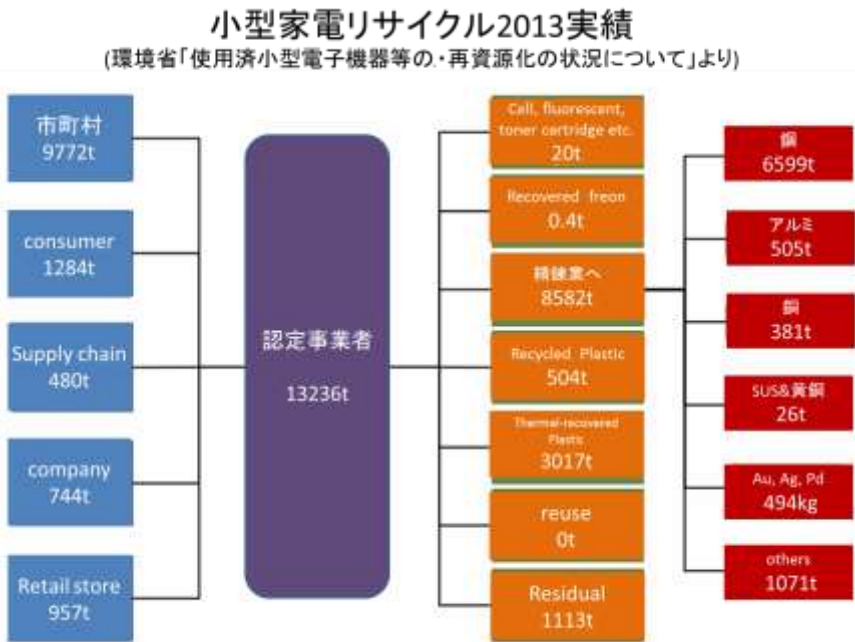 小型家電リサイクル2013実績
(環境省「使用済小型電子機器等の・再資源化の状況について」より)
市町村
9772t
consumer
1284t
Supply chain
480t
company
744t
Retail store
957t
認定事業者
13236t
Cell, fluorescent,
toner cartridge etc.
20t
Recovered freon
0.4t
精錬業へ
8582t
Recycled Plastic
504t
Thermal-recovered
Plastic
3017t
reuse
0t
Residual
1113t
6599t
アルミ
505t
銅
381t
SUS&黄銅
26t
Au, Ag, Pd
494kg
others
1071t